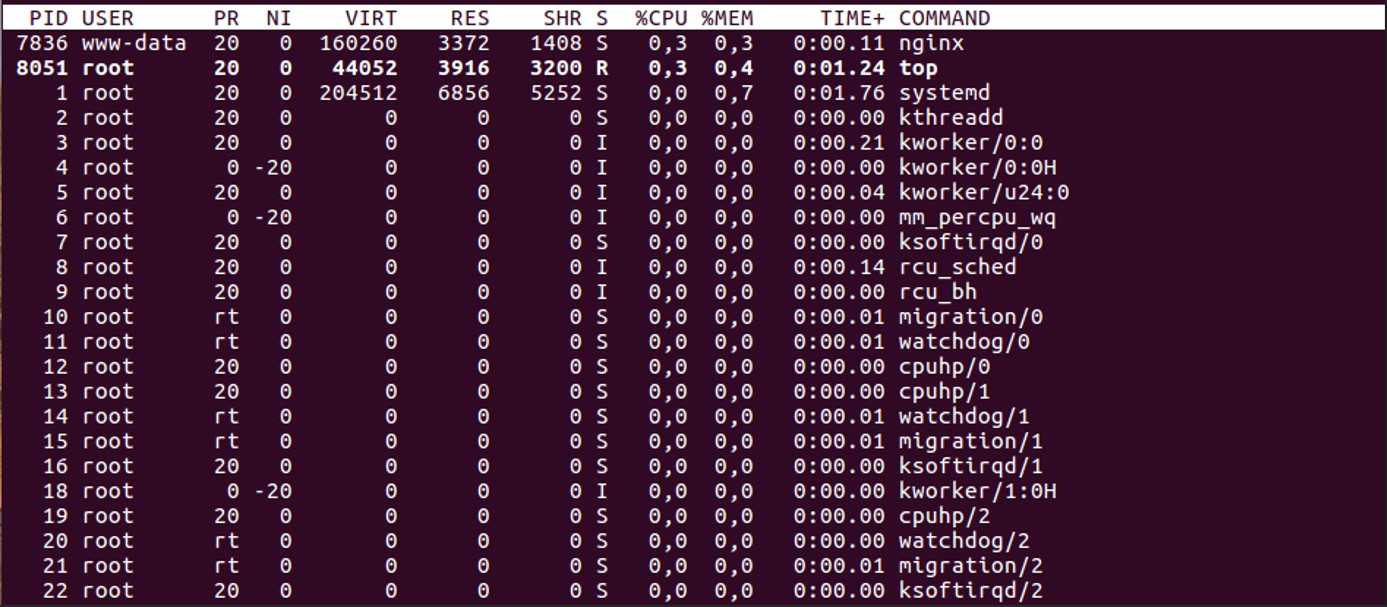 PID USER PR NI VIRT RES SHR S %CPU %MEM TIME+ COMMAND
7836 www-data 20 0 160260 3372 1408 S 0,3 0,3 0:00.11 nginx
8051 root 20 0 44052 3916 3200 R 0,3 0,4 0:01.24 top
1 root 20 0 204512 6856 5252 S 0,0 0,7 0:01.76 systemd
2 root 20 0 0 0 0 S 0,0 0,0 0:00.00 kthreadd
3 root 20 0 0 0 0 I 0,0 0,0 0:00.21 kworker/0:0
4 root 0 -20 0 0 0 I 0,0 0,0 0:00.00 kworker/0:0H
5 root 20 0 0 0 0 I 0,0 0,0 0:00.04 kworker/u24:0
6 root 0 -20 0 0 0 I 0,0 0,0 0:00.00 mm_percpu_wq
7 root 20 0 0 0 0 S 0,0 0,0 0:00.00 ksoftirqd/0
8 root 20 0 0 0 0 I 0,0 0,0 0:00.14 rcu_sched
9 root 20 0 0 0 0 I 0,0 0,0 0:00.00 rcu_bh
10 root rt 0 0 0 0 S 0,0 0,0 0:00.01 migration/0
11 root rt 0 0 0 0 S 0,0 0,0 0:00.01 watchdog/0
12 root 20 0 0 0 0 S 0,0 0,0 0:00.00 cpuhp/0
13 root 20 0 0 0 0 S 0,0 0,0 0:00.00 cpuhp/1
14 root rt 0 0 0 0 S 0,0 0,0 0:00.01 watchdog/1
15 root rt 0 0 0 0 S 0,0 0,0 0:00.01 migration/1
16 root 20 0 0 0 0 S 0,0 0,0 0:00.00 ksoftirqd/1
18 root 0 -20 0 0 0 I 0,0 0,0 0:00.00 kworker/1:0H
19 root 20 0 0 0 0 S 0,0 0,0 0:00.00 cpuhp/2
20 root rt 0 0 0 0 S 0,0 0,0 0:00.00 watchdog/2
21 root rt 0 0 0 0 S 0,0 0,0 0:00.01 migration/2
22 root 20 0 0 0 0 S 0,0 0,0 0:00.00 ksoftirqd/2